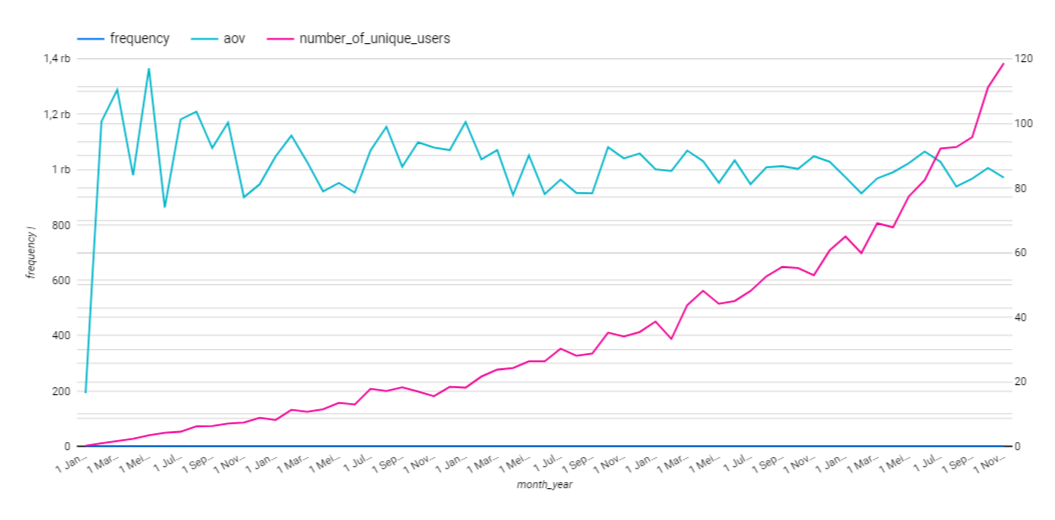 frequency aov number_of_unique_users
1,4 rb 120
1,2 rb 100
1 rb 80
800 60
600 40
400 20
200 0
0
frequency |
1 Jan… 1 Mar… 1 Mei… 1 Jul… 1 Sep… 1 Nov… 1 Jan… 1 Mar… 1 Mei… 1 Jul… 1 Sep… 1 Nov… 1 Jan… 1 Mar… 1 Mei… 1 Jul… 1 Sep… 1 Nov… 1 Jan… 1 Mar… 1 Mei… 1 Jul… 1 Sep… 1 Nov… 1 Jan… 1 Mar… 1 Mei… 1 Jul… 1 Sep… 1 Nov…
month_year